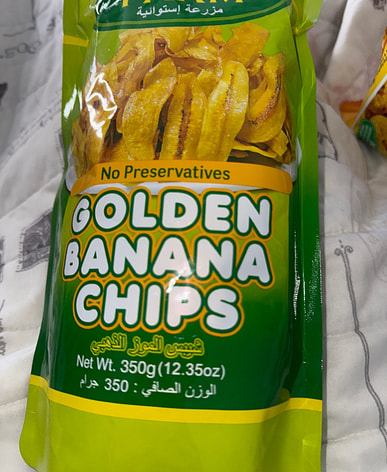 FARM
مزرعة إستوائية
No Preservatives
GOLDEN
BANANA
CHIPS
شيبس الموز الذهبي
Net Wt. 350g (12.35oz)
الوزن الصافي : 350 جرام